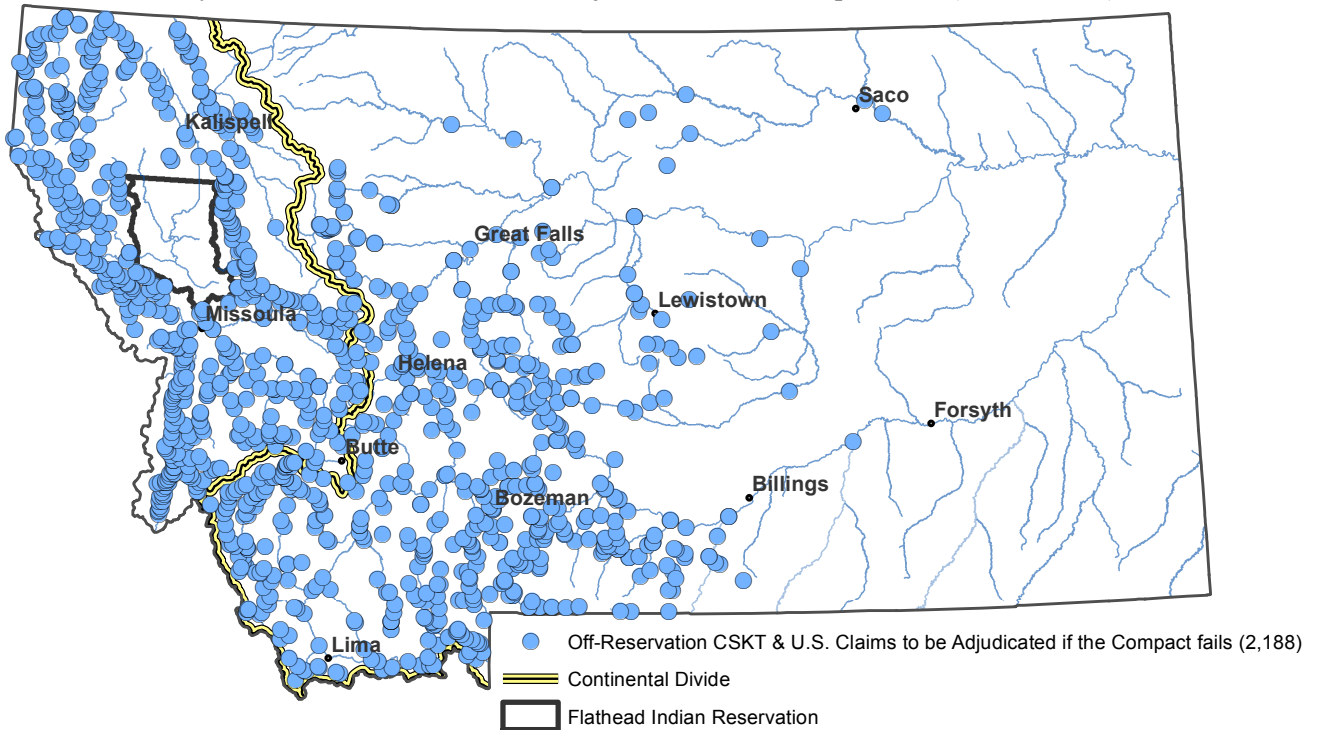 Saco
Kalispell
Great Falls
Lewistown
Missoula
Helena
Forsyth
Butte
Billings
Bozeman
Lima
Off-Reservation CSKT & U.S. Claims to be Adjudicated if the Compact fails (2,188)
Continental Divide
Flathead Indian Reservation